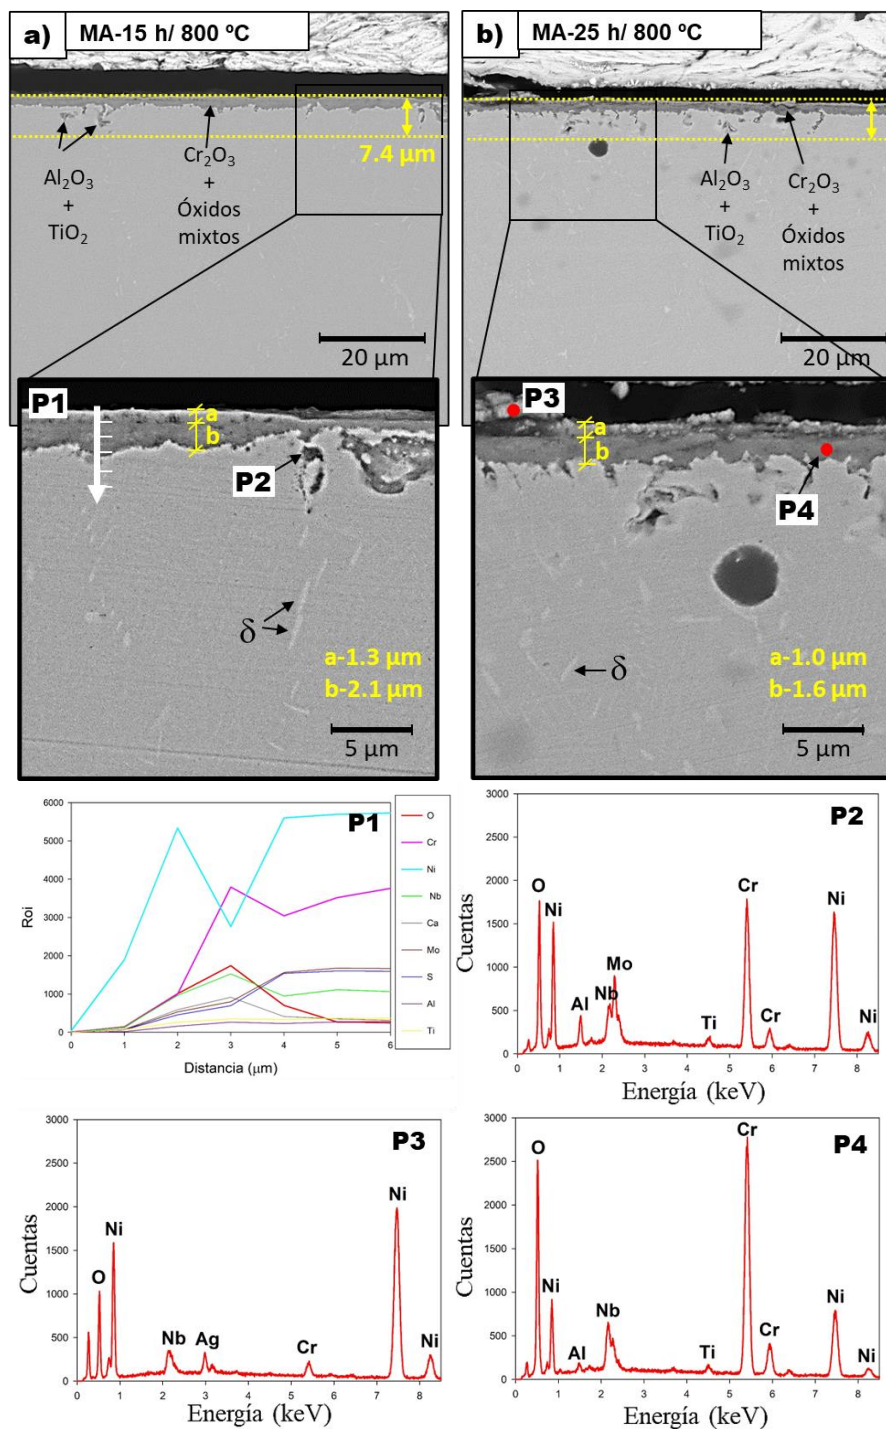 a) MA-15 h/ 800 ºC
7.4 µm
Al₂O₃
+
TiO₂
Cr₂O₃
+
Óxidos
mixtos
20 µm
P1
a
b
P2
δ
a-1.3 µm
b-2.1 µm
5 µm
b) MA-25 h/ 800 ºC
Al₂O₃
+
TiO₂
Cr₂O₃
+
Óxidos
mixtos
20 µm
P3
a
b
P4
δ
a-1.0 µm
b-1.6 µm
5 µm
P1
6000
5000
4000
3000
2000
1000
0
Roi
0 1 2 3 4 5 6
Distancia (µm)
O
Cr
Ni
Nb
Ca
Mo
S
Al
Ti
P2
3000
2500
2000
1500
1000
500
0
Cuentas
O
Ni
Al
Nb
Mo
Ti
Cr
Cr
Ni
Ni
0 1 2 3 4 5 6 7 8
Energía (keV)
P3
3000
2500
2000
1500
1000
500
0
Cuentas
O
Ni
Nb
Ag
Cr
Ni
Ni
0 1 2 3 4 5 6 7 8
Energía (keV)
P4
3000
2500
2000
1500
1000
500
0
Cuentas
O
Ni
Al
Nb
Ti
Cr
Cr
Ni
Ni
0 1 2 3 4 5 6 7 8
Energía (keV)